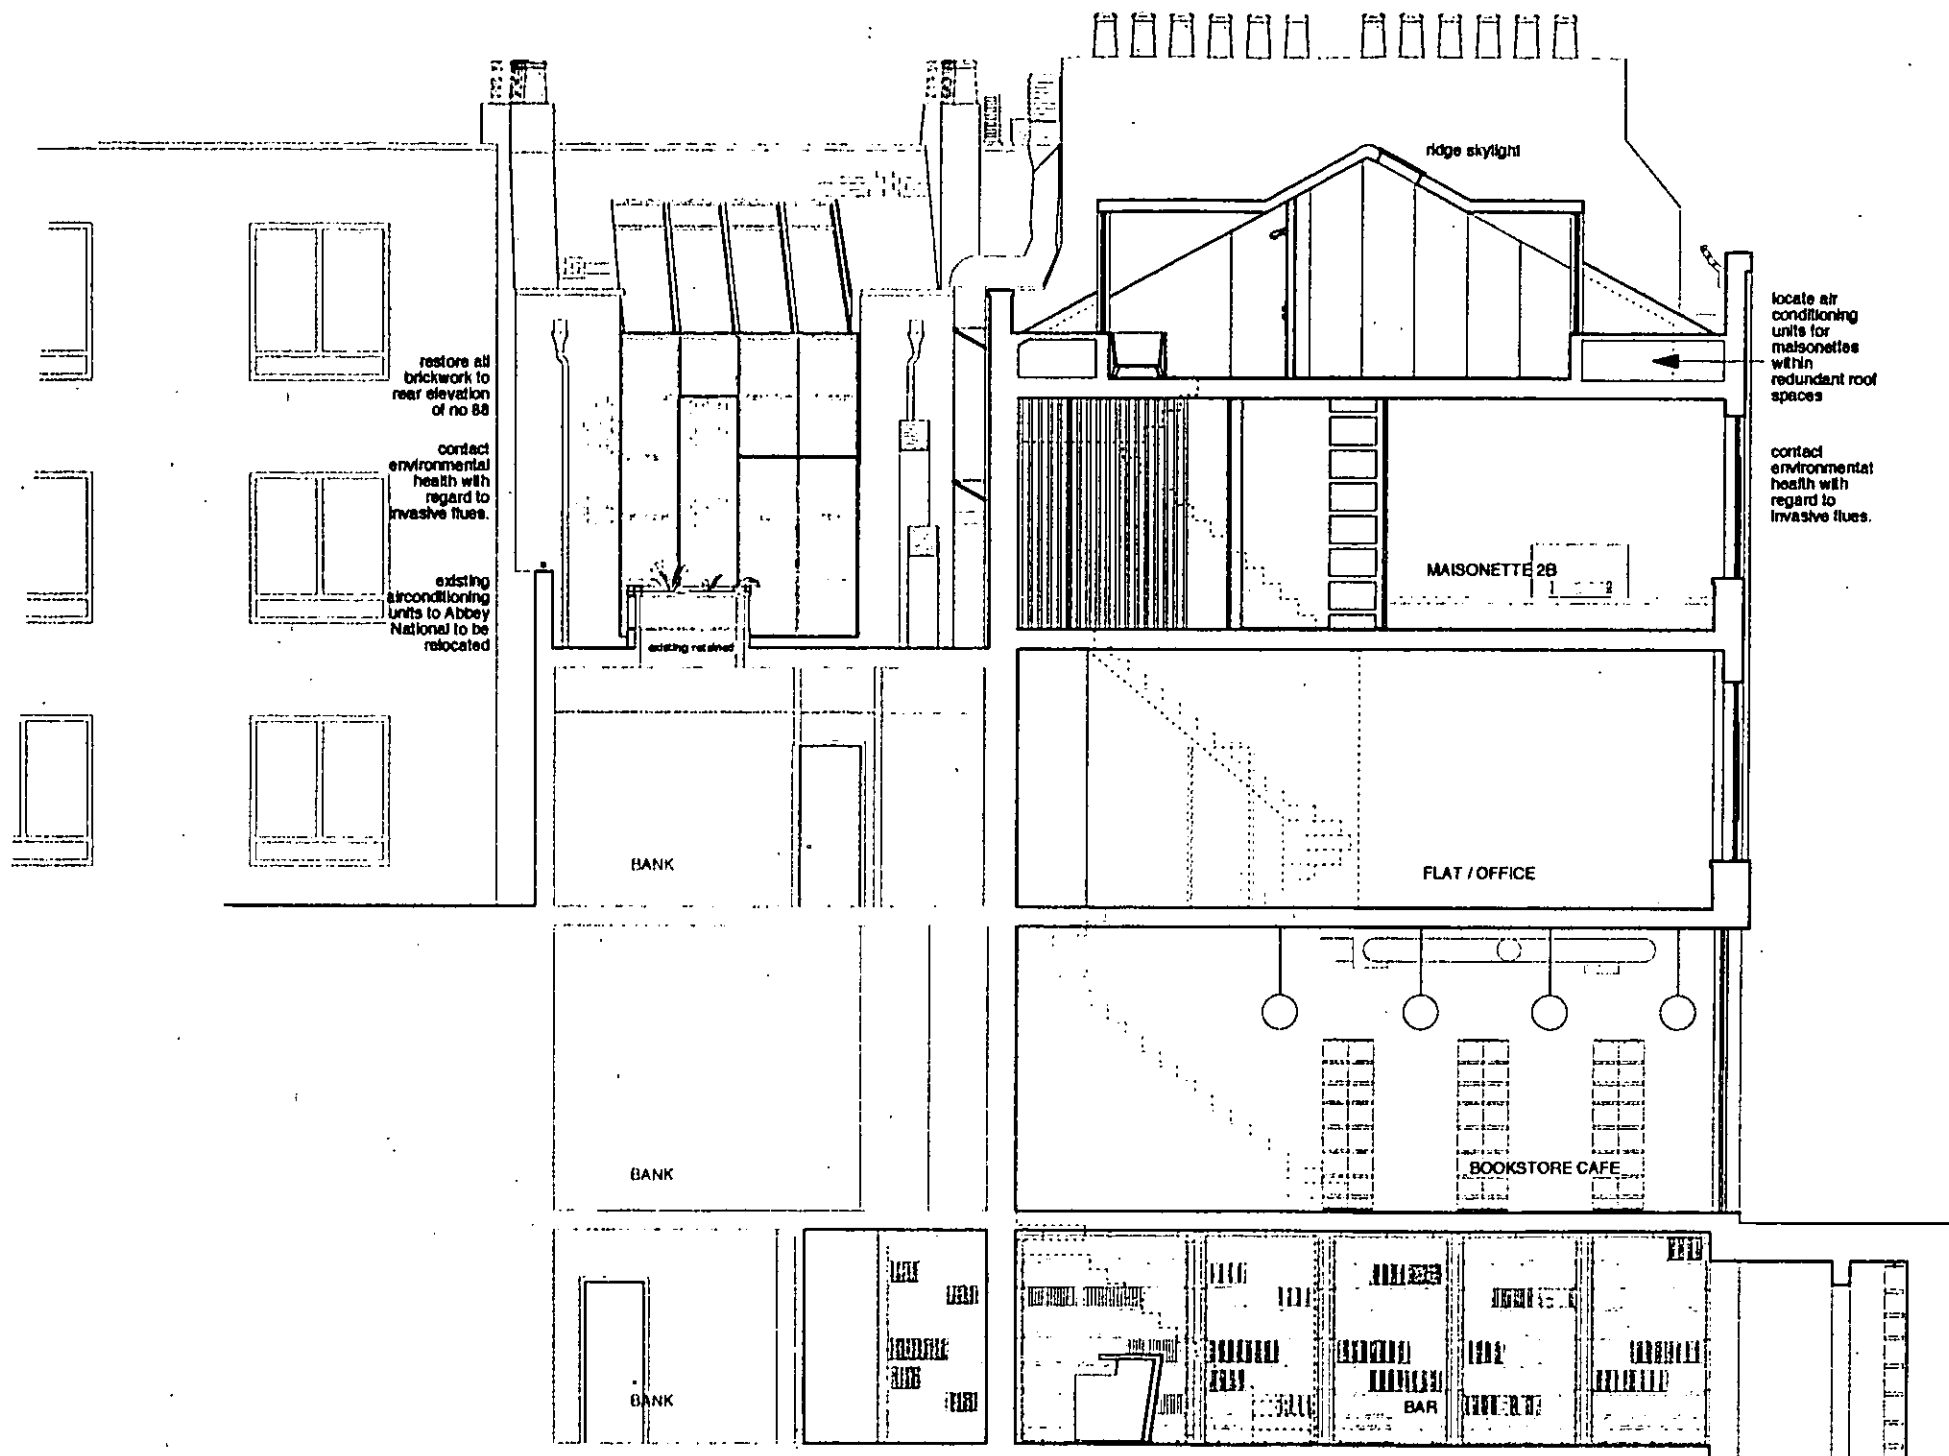 ridge skylight
restore all
brickwork to
rear elevation
of no 88
contact
environmental
health with
regard to
invasive flues.
existing
airconditioning
units to Abbey
National to be
relocated
existing retained
locate air
conditioning
units for
maisonettes
within
redundant roof
spaces
contact
environmental
health with
regard to
invasive flues.
MAISONETTE 2B
BANK
FLAT / OFFICE
BANK
BOOKSTORE CAFE
BANK
BAR